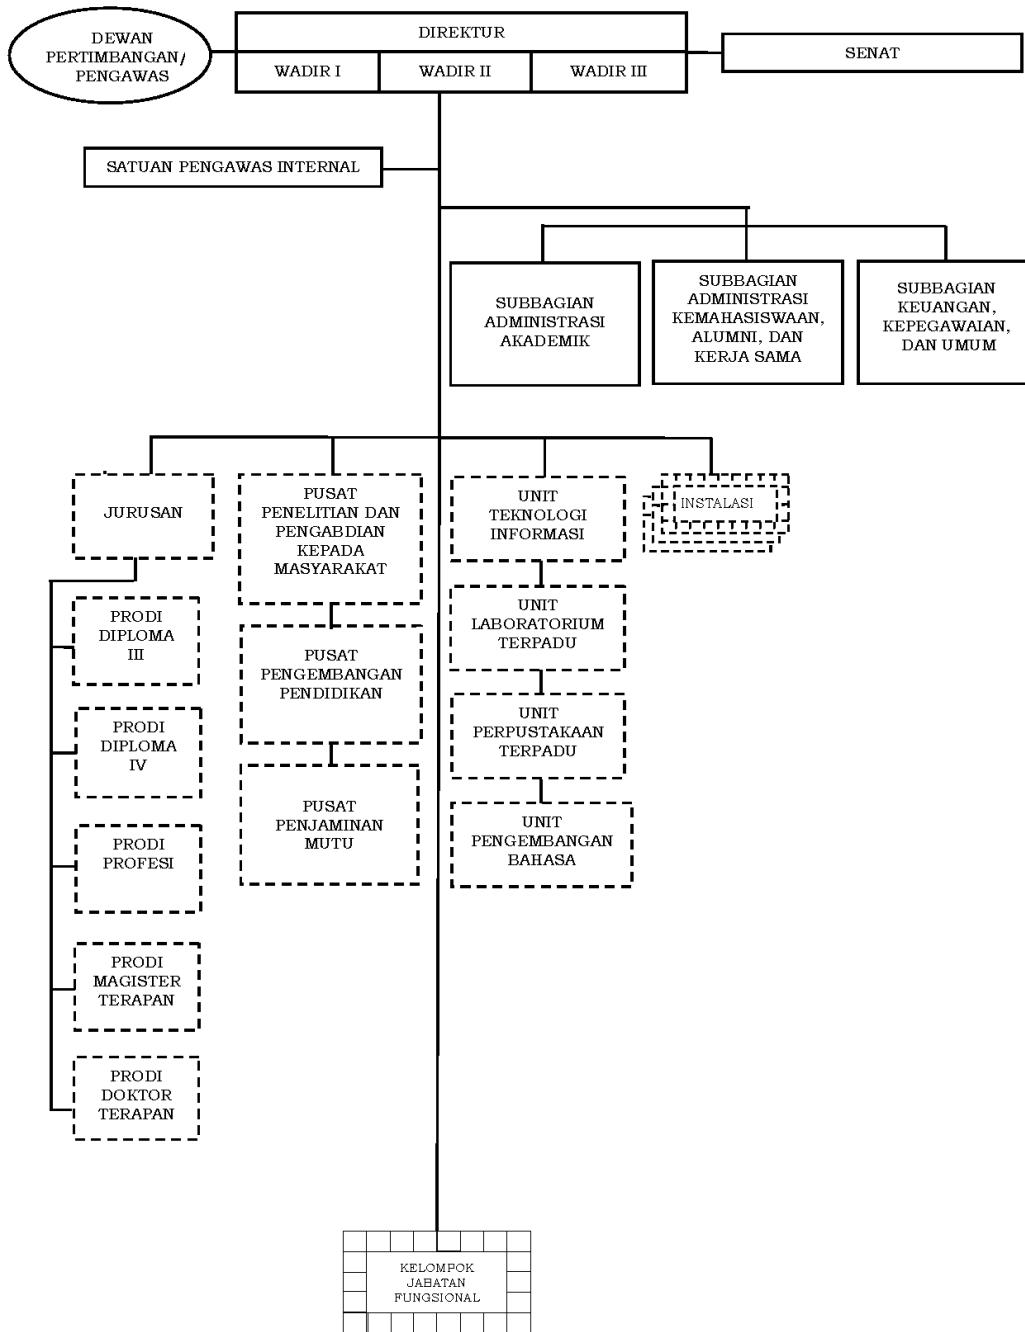 DEWAN
PERTIMBANGAN/
PENGAWAS
DIREKTUR
WADIR I
WADIR II
WADIR III
SENAT
SATUAN PENGAWAS INTERNAL
SUBBAGIAN
ADMINISTRASI
AKADEMIK
SUBBAGIAN
ADMINISTRASI
KEMAHASISWAAN,
ALUMNI, DAN
KERJA SAMA
SUBBAGIAN
KEUANGAN,
KEPEGAWAIAN,
DAN UMUM
JURUSAN
PUSAT
PENELITIAN DAN
PENGABDIAN
KEPADA
MASYARAKAT
UNIT
TEKNOLOGI
INFORMASI
INSTALASI
PRODI
DIPLOMA
III
PUSAT
PENGEMBANGAN
PENDIDIKAN
UNIT
LABORATORIUM
TERPADU
PRODI
DIPLOMA
IV
UNIT
PERPUSTAKAAN
TERPADU
PUSAT
PENJAMINAN
MUTU
UNIT
PENGEMBANGAN
BAHASA
PRODI
PROFESI
PRODI
MAGISTER
TERAPAN
PRODI
DOKTOR
TERAPAN
KELOMPOK
JABATAN
FUNGSIONAL